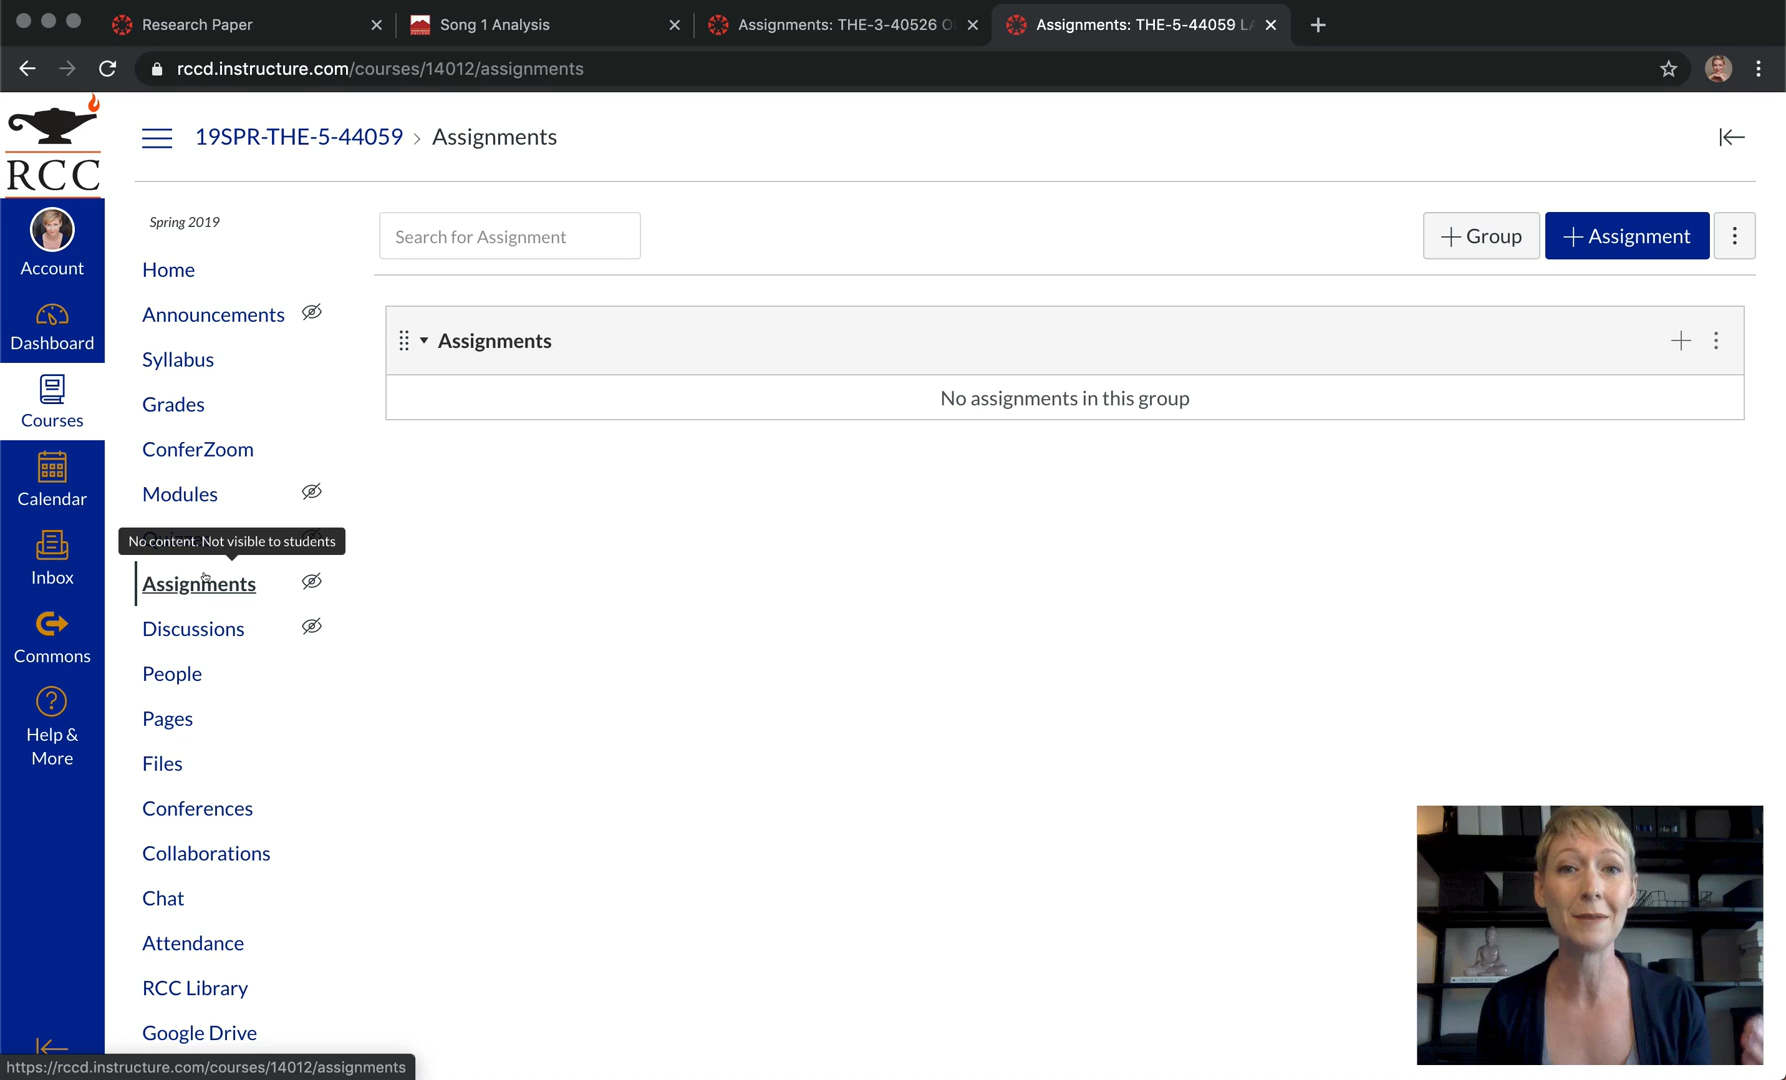 Research Paper
Song 1 Analysis
Assignments: THE-3-40526
Assignments: THE-5-44059
rccd.instructure.com/courses/14012/assignments
RCC
19SPR-THE-5-44059 > Assignments
Spring 2019
Search for Assignment
Group
Assignment
Account
Home
Announcements
Assignments
Dashboard
Syllabus
No assignments in this group
Courses
Grades
ConferZoom
Calendar
Modules
No content. Not visible to students
Inbox
Assignments
Discussions
Commons
People
Pages
Help &
More
Files
Conferences
Collaborations
Chat
Attendance
RCC Library
Google Drive
https://rccd.instructure.com/courses/14012/assignments